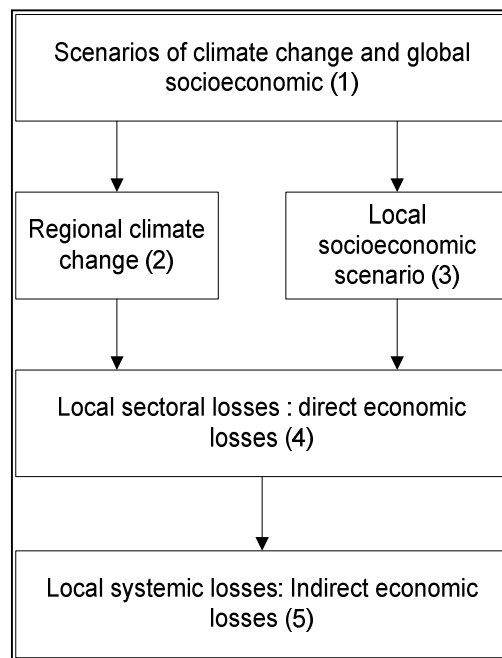 Scenarios of climate change and global
socioeconomic (1)
Regional climate
change (2)
Local
socioeconomic
scenario (3)
Local sectoral losses : direct economic
losses (4)
Local systemic losses: Indirect economic
losses (5)